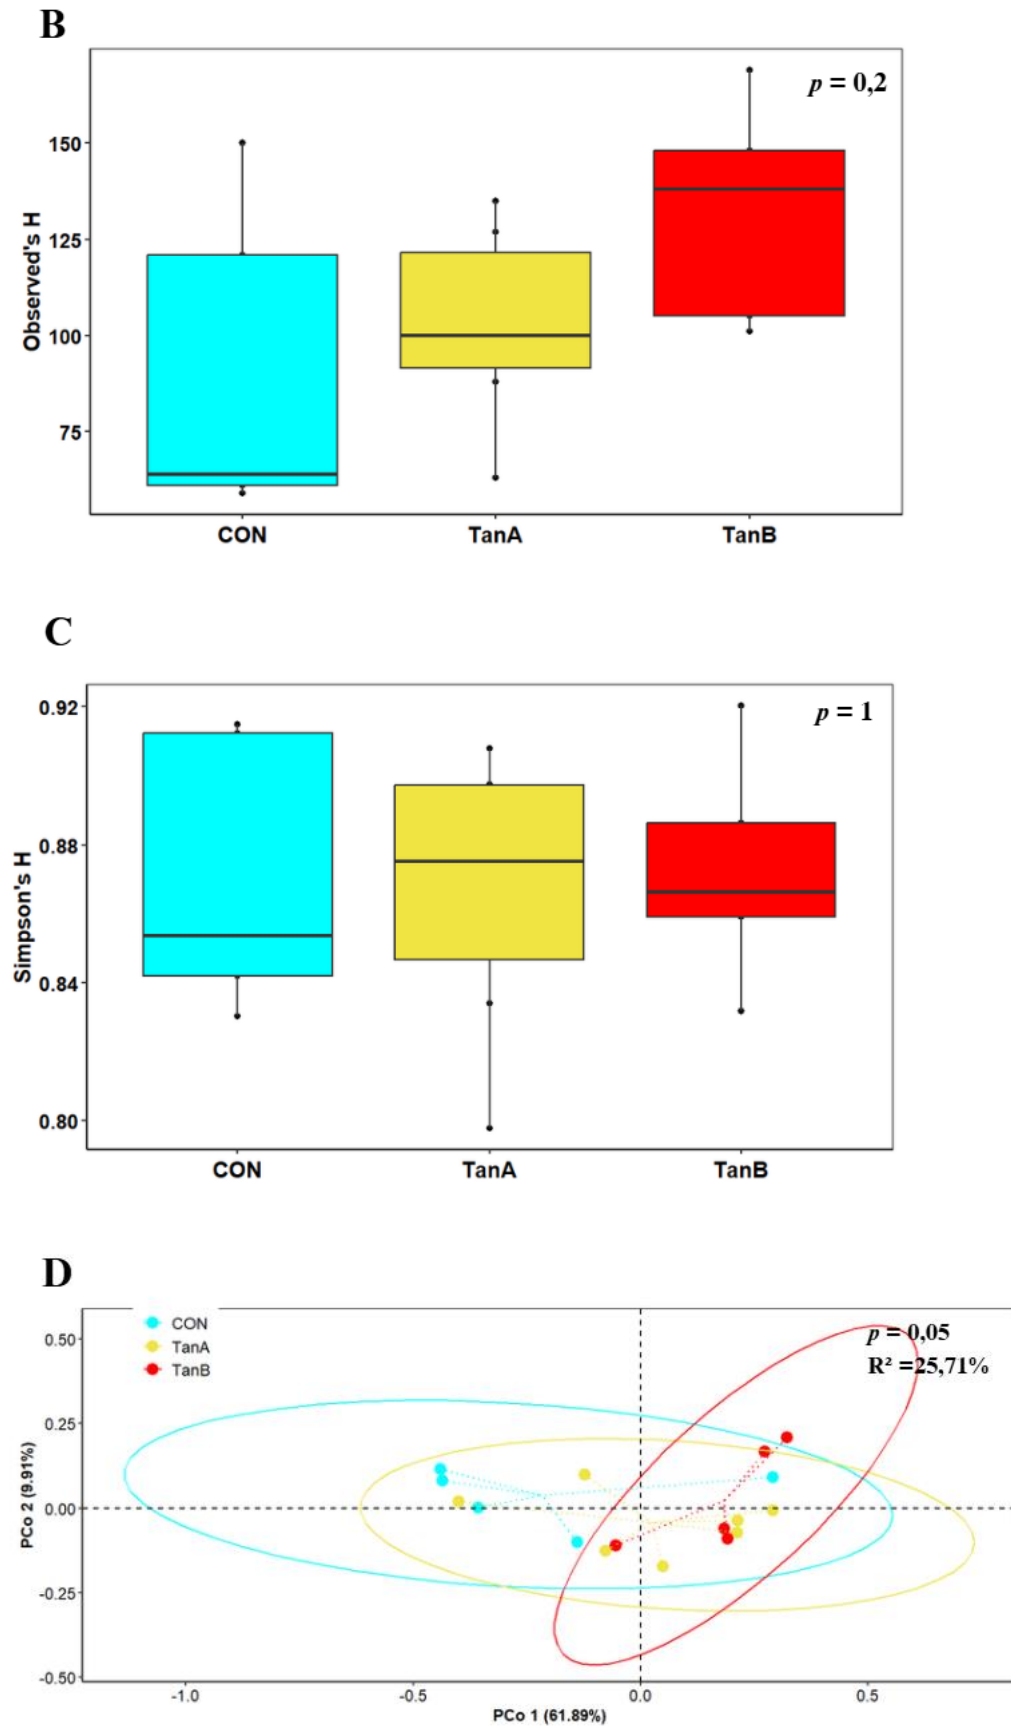 B
p = 0,2
150
125
100
75
Observed's H
CON TanA TanB
C
p = 1
0.92
0.88
0.84
0.80
Simpson's H
CON TanA TanB
D
CON
TanA
TanB
p = 0,05
R² =25,71%
0.50
0.25
0.00
-0.25
-0.50
PCo 2 (9.91%)
-1.0 -0.5 0.0 0.5
PCo 1 (61.89%)